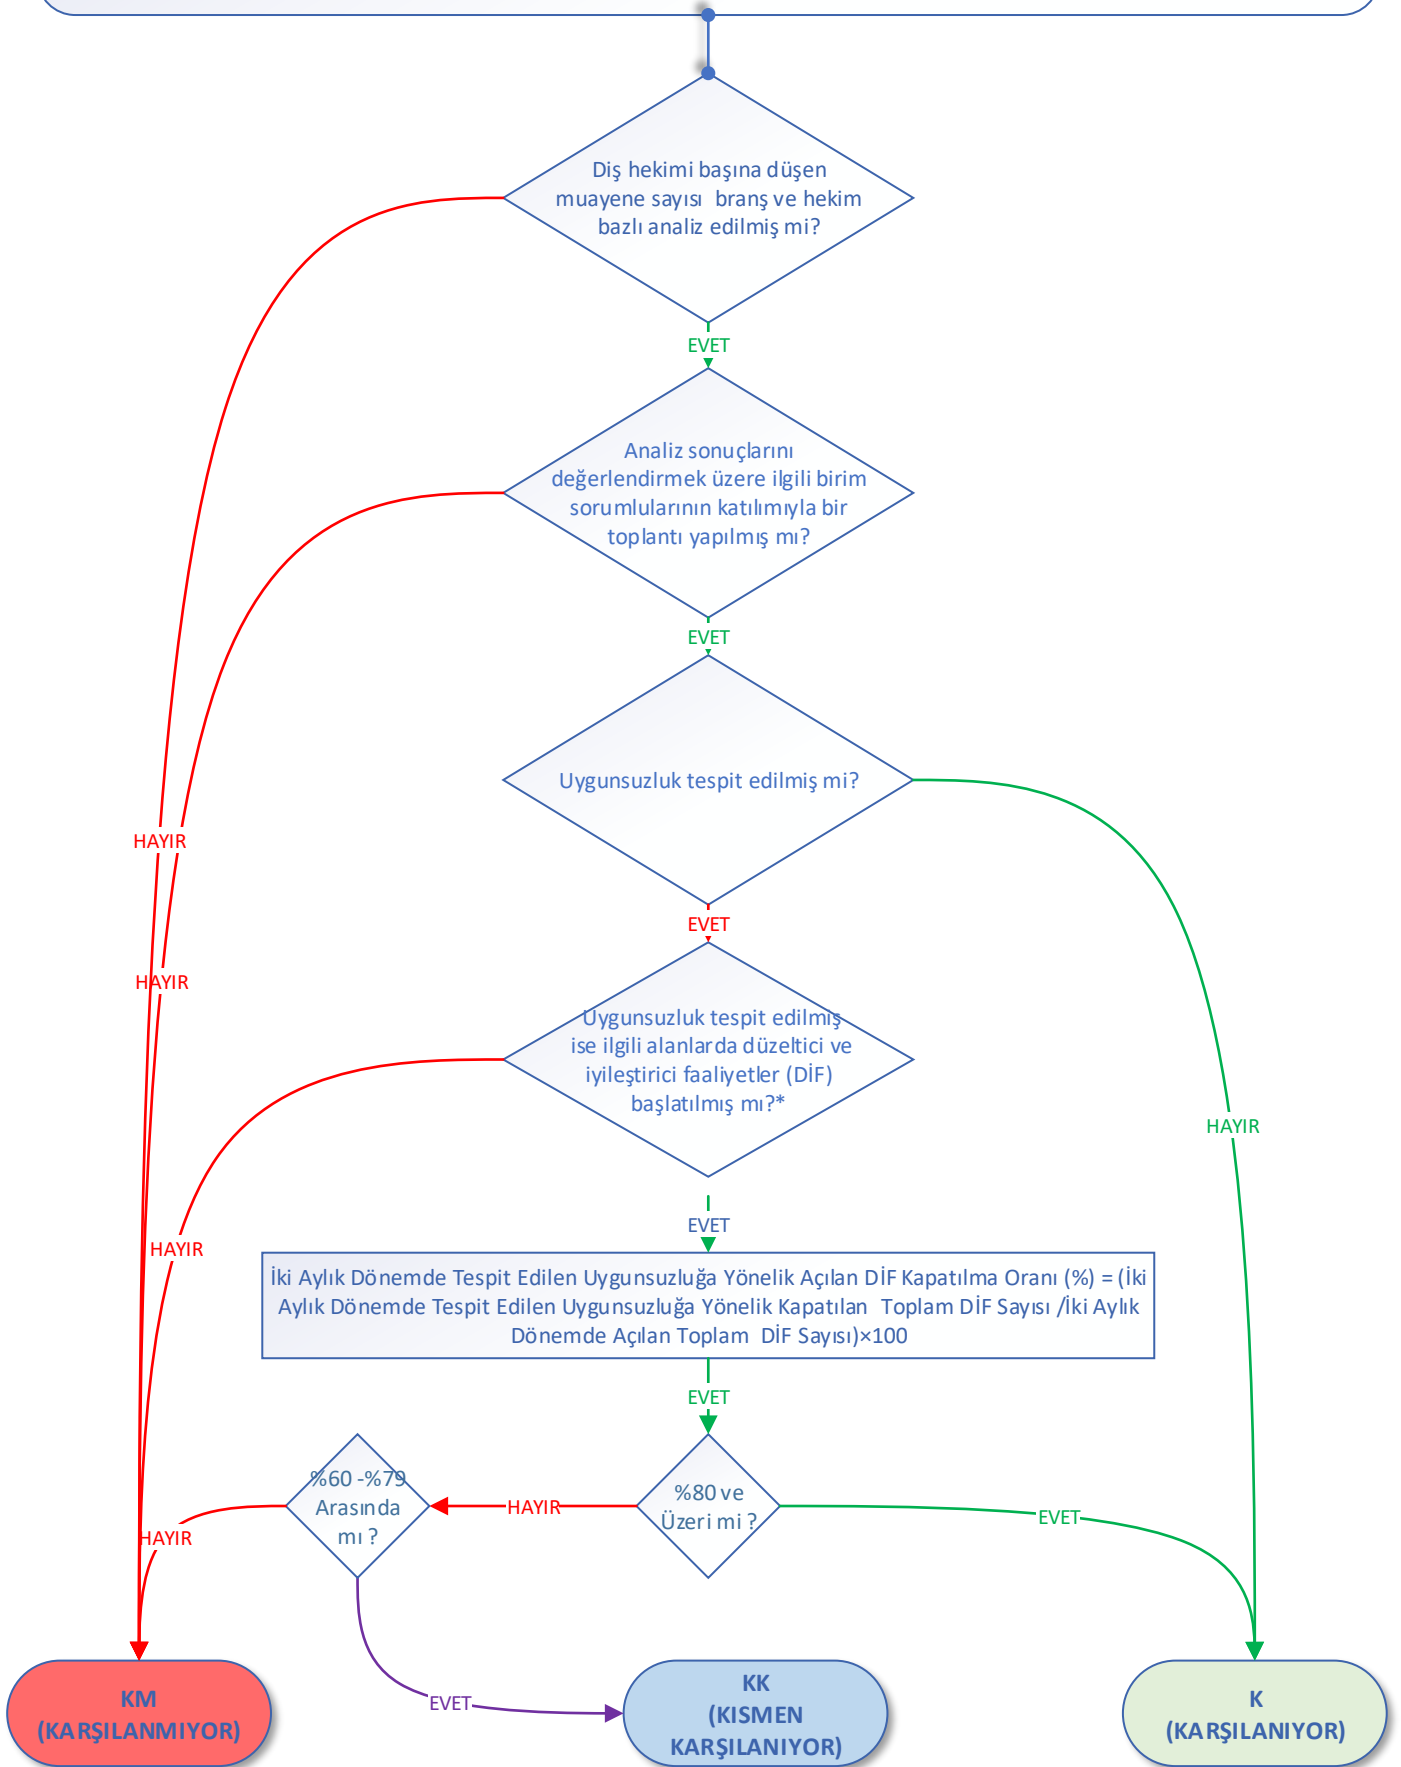 Diş hekimi başına düşen
muayene sayısı  branş ve hekim
bazlı analiz edilmiş mi?
EVET
Analiz sonuçlarını
değerlendirmek üzere ilgili birim
sorumlularının katılımıyla bir
toplantı yapılmış mı?
EVET
Uygunsuzluk tespit edilmiş mi?
HAYIR
EVET
HAYIR
Uygunsuzluk tespit edilmiş
ise ilgili alanlarda düzeltici ve
iyileştirici faaliyetler (DİF)
başlatılmış mı?*
HAYIR
EVET
HAYIR
İki Aylık Dönemde Tespit Edilen Uygunsuzluğa Yönelik Açılan DİF Kapatılma Oranı (%) = (İki
Aylık Dönemde Tespit Edilen Uygunsuzluğa Yönelik Kapatılan  Toplam DİF Sayısı /İki Aylık
Dönemde Açılan Toplam  DİF Sayısı)×100
EVET
%60 -%79
Arasında
mı ?
HAYIR
%80 ve
Üzeri mi ?
EVET
HAYIR
EVET
KM
(KARŞILANMIYOR)
KK
(KISMEN
KARŞILANIYOR)
K
(KARŞILANIYOR)